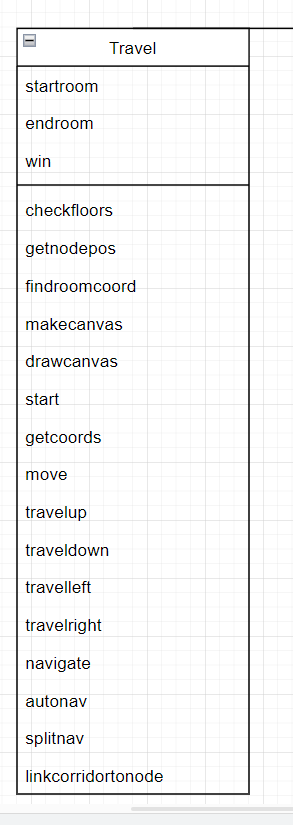 Travel
startroom
endroom
win
checkfloors
getnodepos
findroomcoord
makecanvas
drawcanvas
start
getcoords
move
travelup
traveldown
travelleft
travelright
navigate
autonav
splitnav
linkcorridortonode